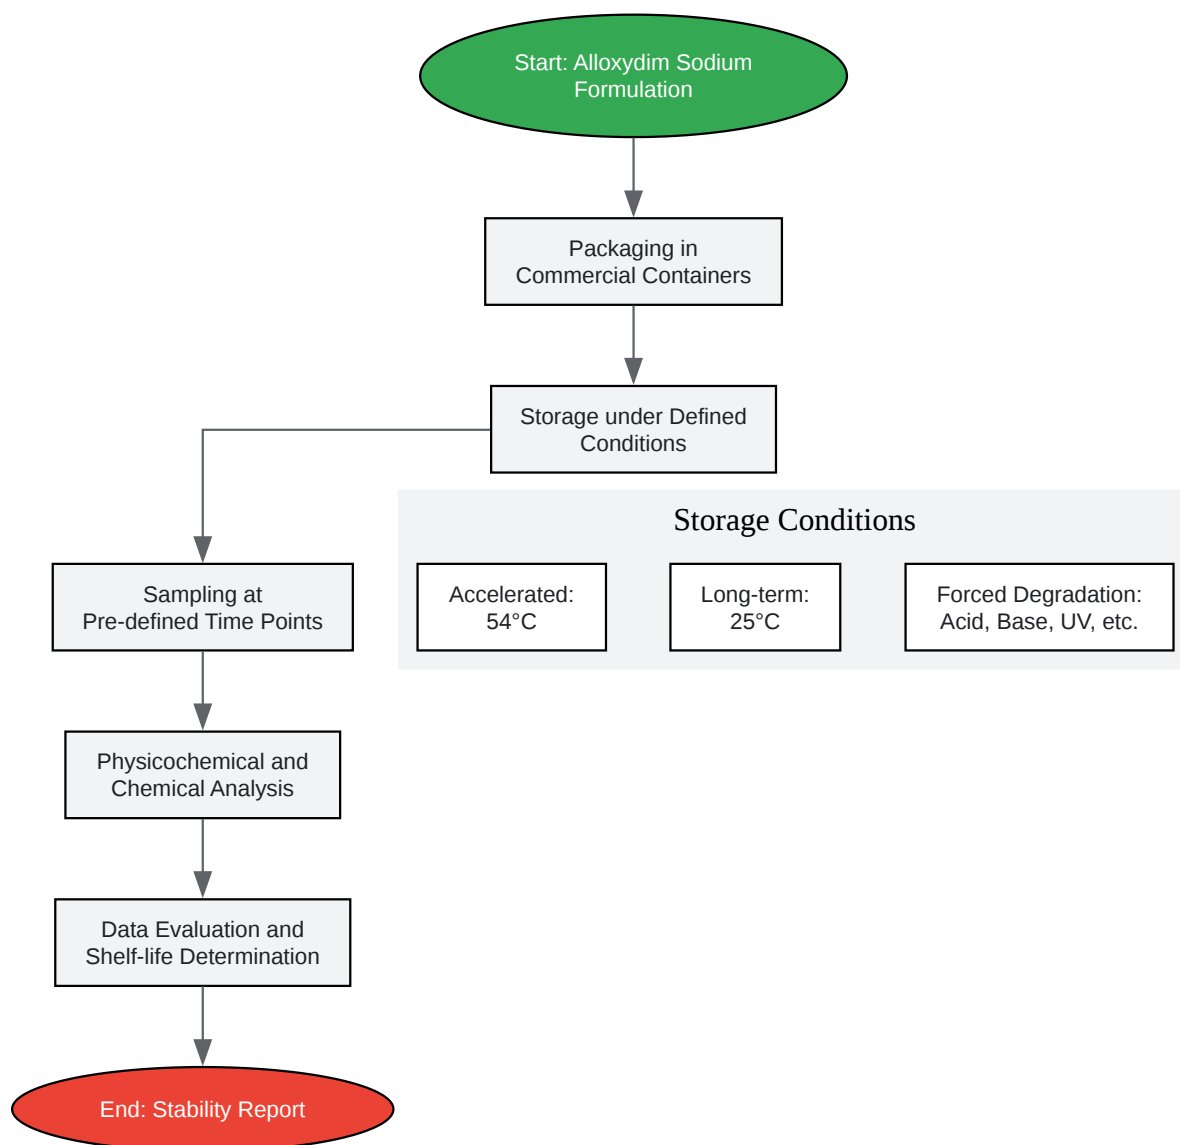 Start: Alloxydim Sodium
Formulation
Packaging in
Commercial Containers
Storage under Defined
Conditions
Storage Conditions
Sampling at
Pre-defined Time Points
Accelerated:
54°C
Long-term:
25°C
Forced Degradation:
Acid, Base, UV, etc.
Physicochemical and
Chemical Analysis
Data Evaluation and
Shelf-life Determination
End: Stability Report